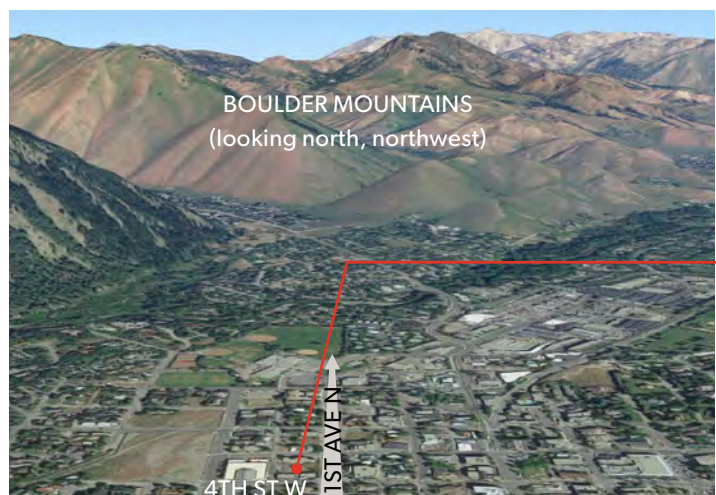 BOULDER MOUNTAINS
(looking north, northwest)
1ST AVE N
4TH ST W